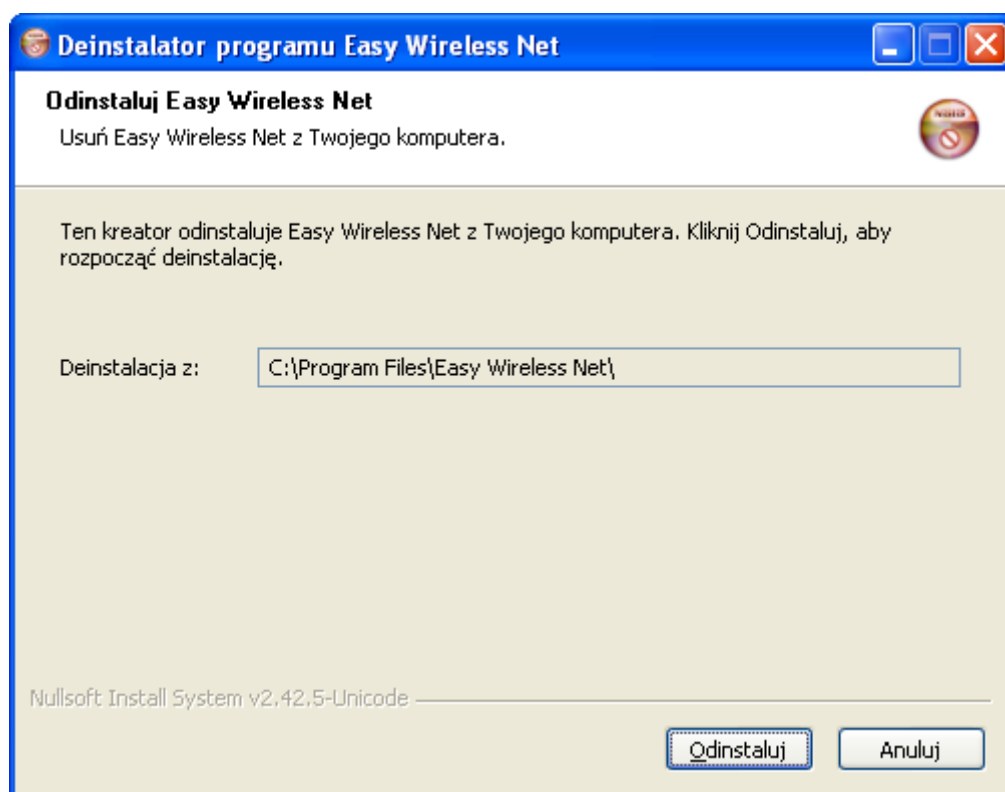 Deinstalator programu Easy Wireless Net
Odinstaluj Easy Wireless Net
Usuń Easy Wireless Net z Twojego komputera.
Ten kreator odinstaluje Easy Wireless Net z Twojego komputera. Kliknij Odinstaluj, aby
rozpocząć deinstalację.
Deinstalacja z: C:\Program Files\Easy Wireless Net\
Nullsoft Install System v2.42.5-Unicode
Odinstaluj Anuluj